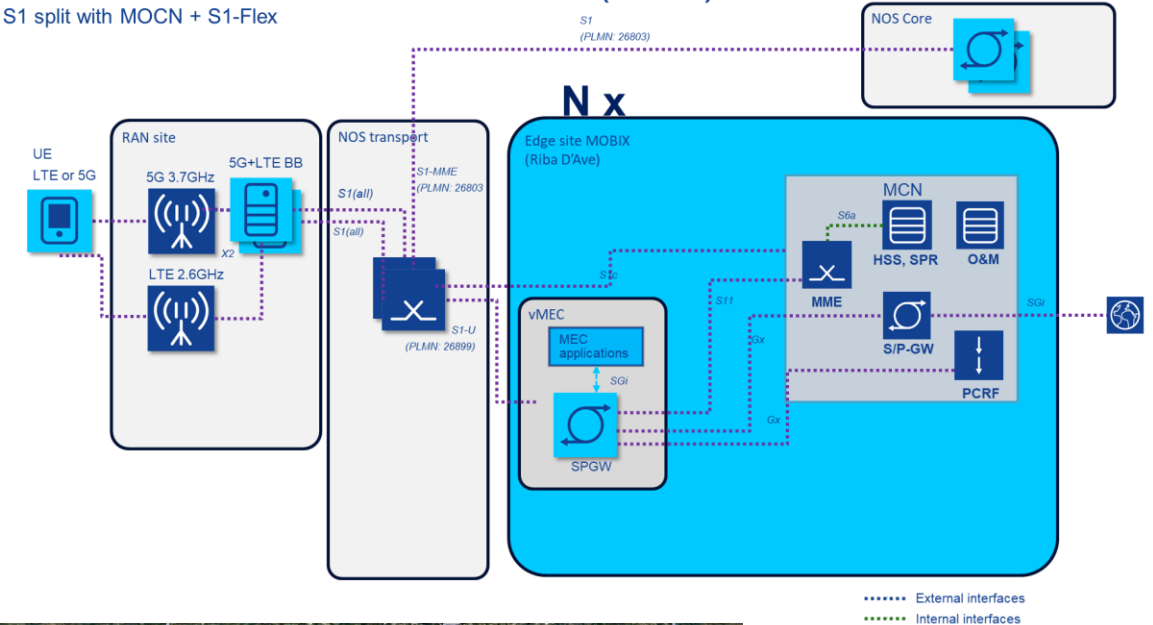 S1 split with MOCN + S1-Flex
S1
(PLMN: 26803)
NOS Core
N x
RAN site
NOS transport
Edge site MOBIX
(Riba D'Ave)
UE
LTE or 5G
5G 3.7GHz
5G+LTE BB
S1-MME
(PLMN: 26803
MCN
S1(all)
S1(all)
S6a
X2
HSS, SPR
O&M
LTE 2.6GHz
S1c
MME
S11
SGi
vMEC
S1-U
(PLMN: 26899)
MEC
applications
Gx
S/P-GW
SGi
PCRF
Gx
SPGW
External interfaces
Internal interfaces